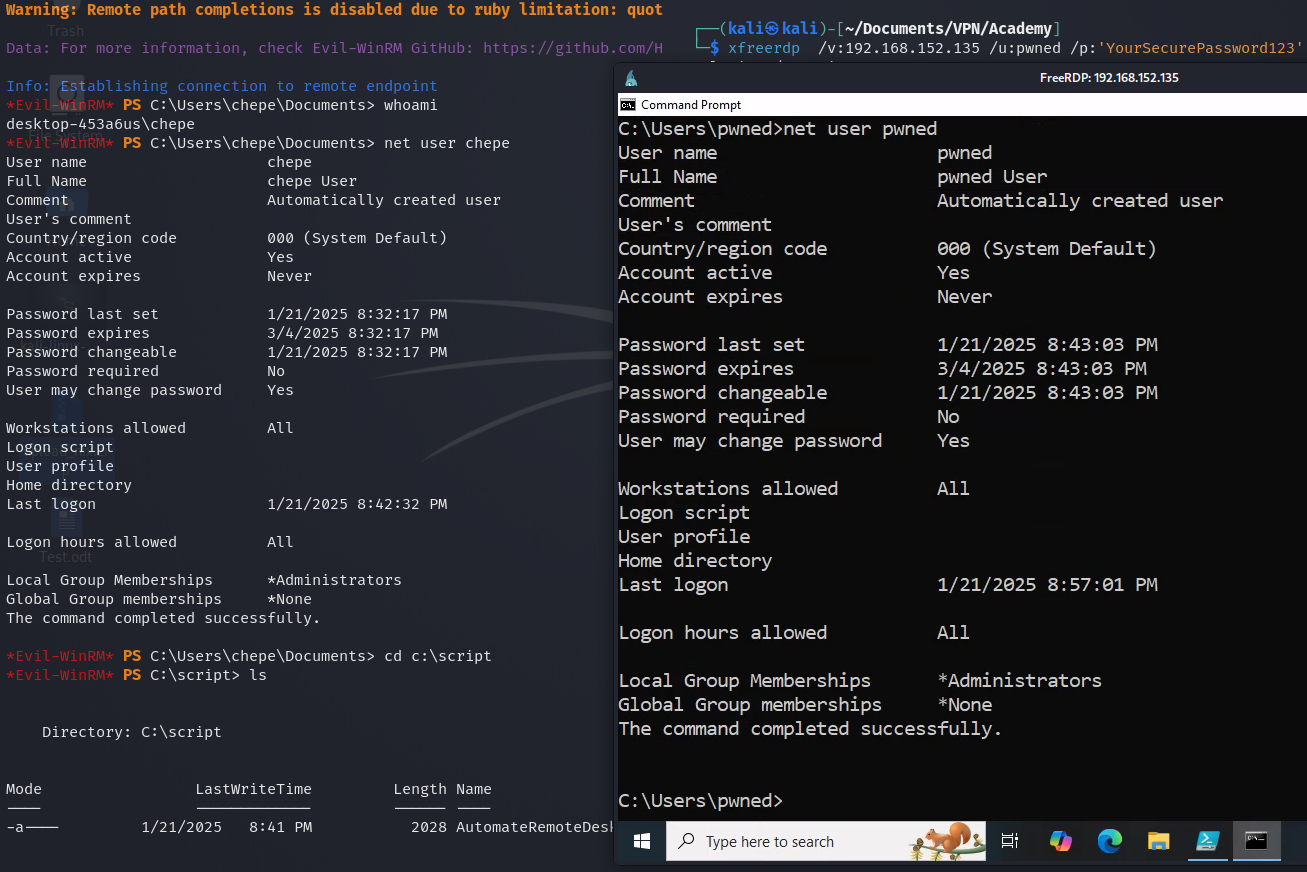 Warning: Remote path completions is disabled due to ruby limitation: quot
Trash
Data: For more information, check Evil-WinRM GitHub: https://github.com/H
Info: Establishing connection to remote endpoint
*Evil-WinRM* PS C:\Users\chepe\Documents> whoami
desktop-453a6us\chepe
File System
*Evil-WinRM* PS C:\Users\chepe\Documents> net user chepe
User name                    chepe
Full Name                    chepe User
Comment                      Automatically created user
User's comment
Country/region code          000 (System Default)
Account active               Yes
Account expires              Never
Password last set            1/21/2025 8:32:17 PM
Password expires             3/4/2025 8:32:17 PM
Password changeable          1/21/2025 8:32:17 PM
Password required            No
User may change password     Yes
Workstations allowed         All
Logon script
User profile
Home directory
Last logon                   1/21/2025 8:42:32 PM
Logon hours allowed          All
Test.odt
Local Group Memberships      *Administrators
Global Group memberships     *None
The command completed successfully.
*Evil-WinRM* PS C:\Users\chepe\Documents> cd c:\script
*Evil-WinRM* PS C:\script> ls
Directory: C:\script
Mode                 LastWriteTime         Length Name
----                 -------------         ------ ----
-a----         1/21/2025   8:41 PM           2028 AutomateRemoteDesk
┌──(kali㉿kali)-[~/Documents/VPN/Academy]
└─$ xfreerdp  /v:192.168.152.135 /u:pwned /p:'YourSecurePassword123'
FreeRDP: 192.168.152.135
Command Prompt
C:\Users\pwned>net user pwned
User name                    pwned
Full Name                    pwned User
Comment                      Automatically created user
User's comment
Country/region code          000 (System Default)
Account active               Yes
Account expires              Never
Password last set            1/21/2025 8:43:03 PM
Password expires             3/4/2025 8:43:03 PM
Password changeable          1/21/2025 8:43:03 PM
Password required            No
User may change password     Yes
Workstations allowed         All
Logon script
User profile
Home directory
Last logon                   1/21/2025 8:57:01 PM
Logon hours allowed          All
Local Group Memberships      *Administrators
Global Group memberships     *None
The command completed successfully.
C:\Users\pwned>
Type here to search